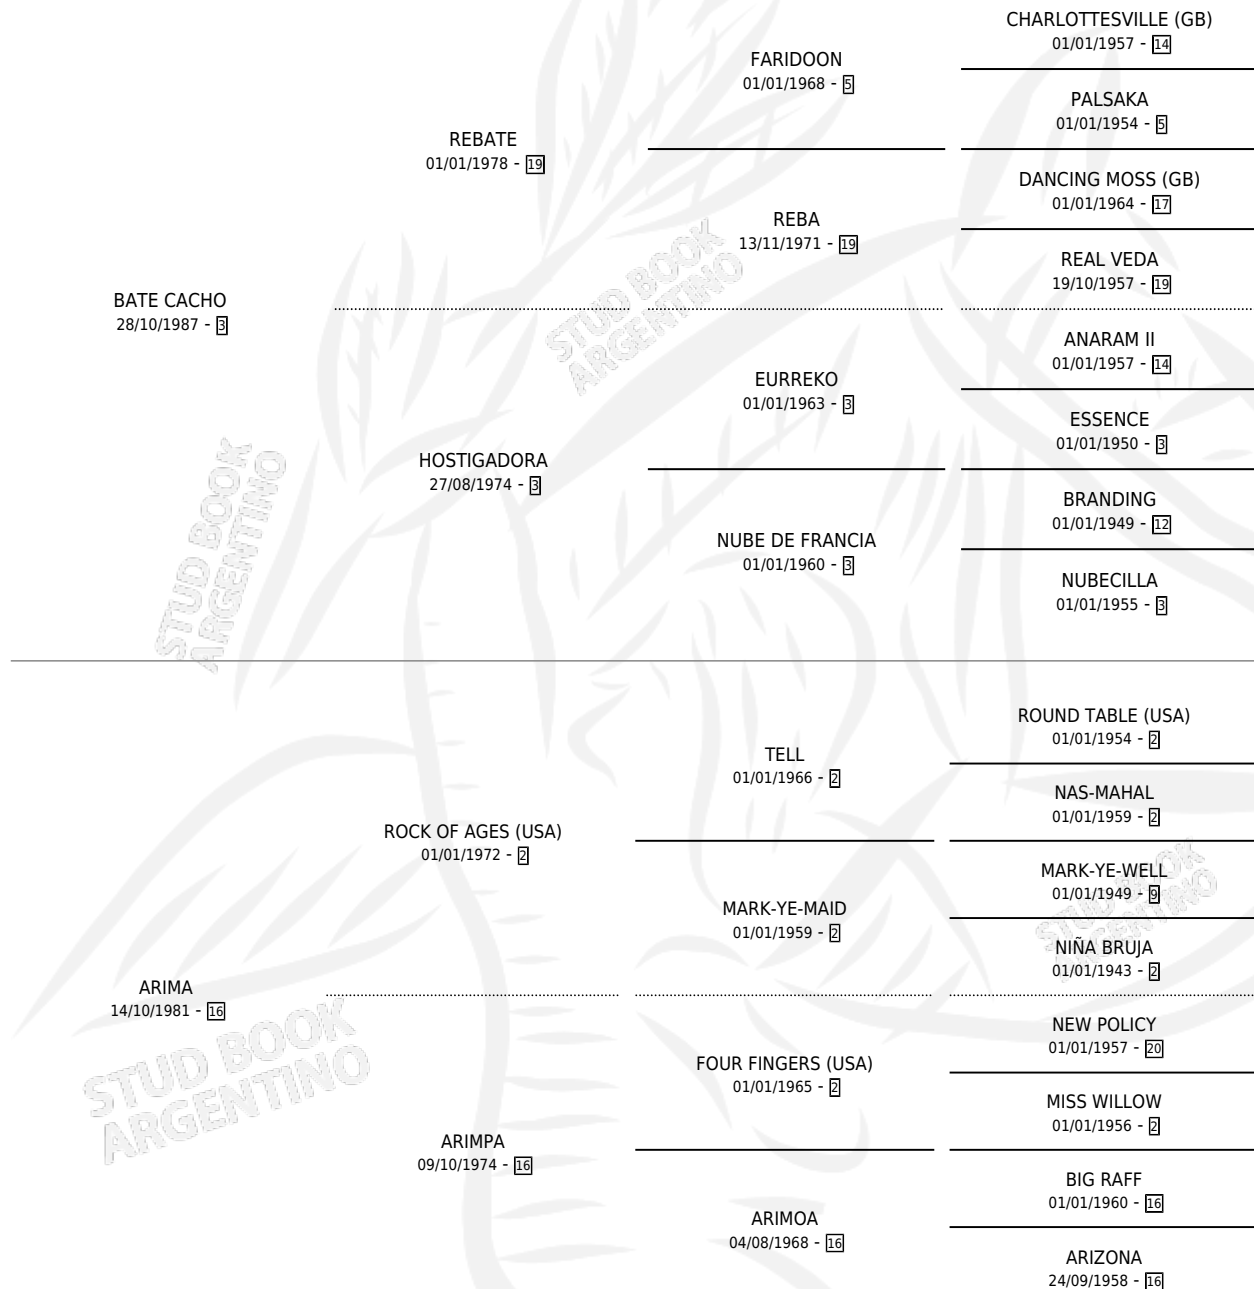 CHARLOTTESVILLE (GB)
01/01/1957 - 14
FARIDOON
01/01/1968 - 5
PALSAKA
01/01/1954 - 5
REBATE
01/01/1978 - 19
DANCING MOSS (GB)
01/01/1964 - 17
REBA
13/11/1971 - 19
REAL VEDA
19/10/1957 - 19
BATE CACHO
28/10/1987 - 3
ANARAM II
01/01/1957 - 14
EURREKO
01/01/1963 - 3
ESSENCE
01/01/1950 - 3
HOSTIGADORA
27/08/1974 - 3
BRANDING
01/01/1949 - 12
NUBE DE FRANCIA
01/01/1960 - 3
NUBECILLA
01/01/1955 - 3
ROUND TABLE (USA)
01/01/1954 - 2
TELL
01/01/1966 - 2
NAS-MAHAL
01/01/1959 - 2
ROCK OF AGES (USA)
01/01/1972 - 2
MARK-YE-WELL
01/01/1949 - 9
MARK-YE-MAID
01/01/1959 - 2
NIÑA BRUJA
01/01/1943 - 2
ARIMA
14/10/1981 - 16
NEW POLICY
01/01/1957 - 20
FOUR FINGERS (USA)
01/01/1965 - 2
MISS WILLOW
01/01/1956 - 2
ARIMPA
09/10/1974 - 16
BIG RAFF
01/01/1960 - 16
ARIMOA
04/08/1968 - 16
ARIZONA
24/09/1958 - 16
STUD BOOK
ARGENTINO
STUD BOOK
ARGENTINO
STUD BOOK
ARGENTINO
STUD BOOK
ARGENTINO